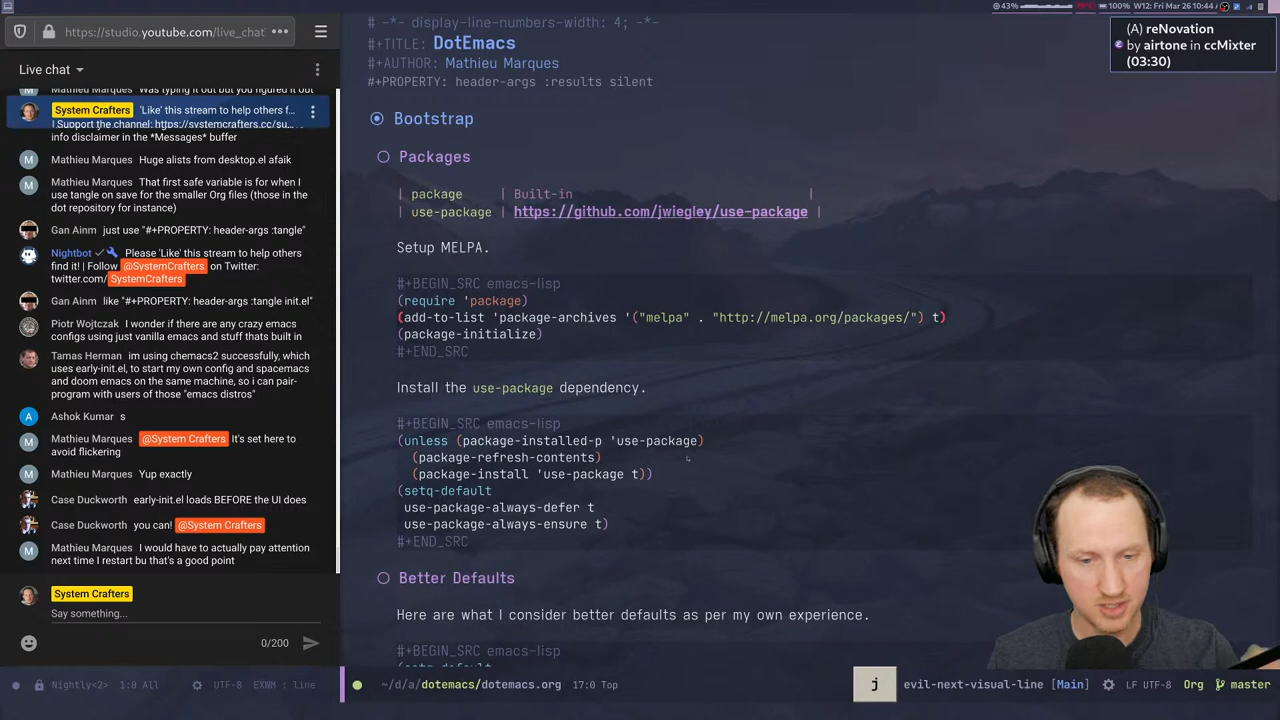 43%
100%
W12: Fri Mar 26 10:44
https://studio.youtube.com/live_chat
(A) reNovation
by airtone in ccMixter
(03:30)
Live chat
Mathieu Marques Was typing it out but you figured it out
System Crafters 'Like' this stream to help others f...
| Support the channel: https://systemcrafters.cc/su...
info disclaimer in the *Messages* buffer
Mathieu Marques Huge alists from desktop.el afaik
Mathieu Marques That first safe variable is for when I
use tangle on save for the smaller Org files (those in the
dot repository for instance)
Gan Ainm just use "#+PROPERTY: header-args :tangle"
Nightbot Please 'Like' this stream to help others
find it! | Follow @SystemCrafters on Twitter:
twitter.com/ SystemCrafters
Gan Ainm like "#+PROPERTY: header-args :tangle init.el"
Piotr Wojtczak I wonder if there are any crazy emacs
configs using just vanilla emacs and stuff thats built in
Tamas Herman im using chemacs2 successfully, which
uses early-init.el, to start my own config and spacemacs
and doom emacs on the same machine, so i can pair-
program with users of those "emacs distros"
Ashok Kumar s
Mathieu Marques @System Crafters It's set here to
avoid flickering
Mathieu Marques Yup exactly
Case Duckworth early-init.el loads BEFORE the UI does
Case Duckworth you can! @System Crafters
Mathieu Marques I would have to actually pay attention
next time I restart bu that's a good point
System Crafters
Say something...
0/200
Nightly<2> 1:0 All UTF-8 EXWM : line
# -*- display-line-numbers-width: 4; -*-
#+TITLE: DotEmacs
#+AUTHOR: Mathieu Marques
#+PROPERTY: header-args :results silent
Bootstrap
Packages
| package | Built-in |
| use-package | https://github.com/jwiegley/use-package |
Setup MELPA.
#+BEGIN_SRC emacs-lisp
(require 'package)
(add-to-list 'package-archives '("melpa" . "http://melpa.org/packages/") t)
(package-initialize)
#+END_SRC
Install the use-package dependency.
#+BEGIN_SRC emacs-lisp
(unless (package-installed-p 'use-package)
(package-refresh-contents)
(package-install 'use-package t))
(setq-default
use-package-always-defer t
use-package-always-ensure t)
#+END_SRC
Better Defaults
Here are what I consider better defaults as per my own experience.
#+BEGIN_SRC emacs-lisp
(setq-default
~/d/a/dotemacs/dotemacs.org 17:0 Top
j
evil-next-visual-line [Main] LF UTF-8 Org master